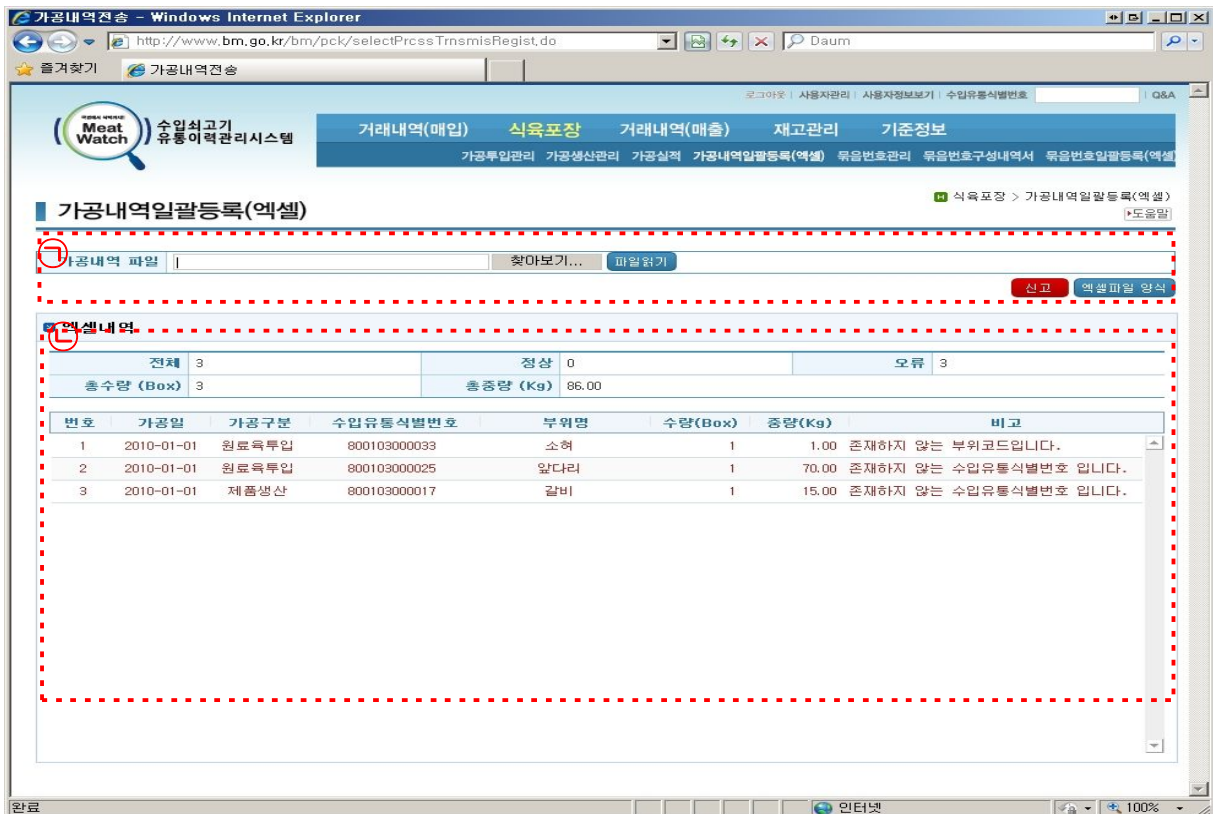 가공내역전송 - Windows Internet Explorer
http://www.bm.go.kr/bm/pck/selectPrcssTrnsmisRegist.do
Daum
즐겨찾기 가공내역전송
로그아웃 사용자관리 사용자정보보기 수입유통식별번호 Q&A
Meat Watch 수입쇠고기 유통이력관리시스템
거래내역(매입) 식육포장 거래내역(매출) 재고관리 기준정보
가공투입관리 가공생산관리 가공실적 가공내역일괄등록(엑셀) 묶음번호관리 묶음번호구성내역서 묶음번호일괄등록(엑셀
H 식육포장 > 가공내역일괄등록(엑셀)
가공내역일괄등록(엑셀)
도움말
㉠
가공내역 파일 찾아보기... 파일읽기
신고 엑셀파일 양식
엑셀내역
㉡
전체 3 정상 0 오류 3
총수량 (Box) 3 총중량 (Kg) 86.00
번호 가공일 가공구분 수입유통식별번호 부위명 수량(Box) 중량(Kg) 비고
1 2010-01-01 원료육투입 800103000033 소혀 1 1.00 존재하지 않는 부위코드입니다.
2 2010-01-01 원료육투입 800103000025 앞다리 1 70.00 존재하지 않는 수입유통식별번호 입니다.
3 2010-01-01 제품생산 800103000017 갈비 1 15.00 존재하지 않는 수입유통식별번호 입니다.
완료 인터넷 100%